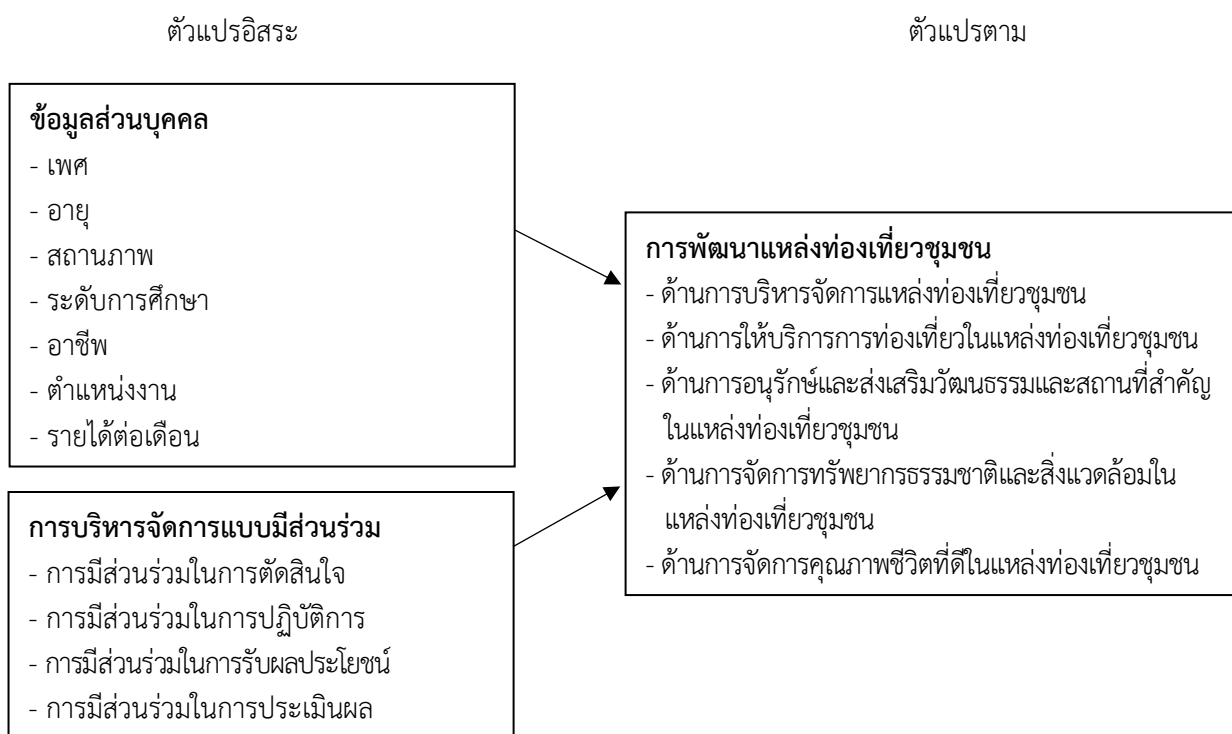 ตัวแปรอิสระ
ตัวแปรตาม
ข้อมูลส่วนบุคคล
- เพศ
- อายุ
- สถานภาพ
- ระดับการศึกษา
- อาชีพ
- ตำแหน่งงาน
- รายได้ต่อเดือน
การบริหารจัดการแบบมีส่วนร่วม
- การมีส่วนร่วมในการตัดสินใจ
- การมีส่วนร่วมในการปฏิบัติการ
- การมีส่วนร่วมในการรับผลประโยชน์
- การมีส่วนร่วมในการประเมินผล
การพัฒนาแหล่งท่องเที่ยวชุมชน
- ด้านการบริหารจัดการแหล่งท่องเที่ยวชุมชน
- ด้านการให้บริการการท่องเที่ยวในแหล่งท่องเที่ยวชุมชน
- ด้านการอนุรักษ์และส่งเสริมวัฒนธรรมและสถานที่สำคัญ
ในแหล่งท่องเที่ยวชุมชน
- ด้านการจัดการทรัพยากรธรรมชาติและสิ่งแวดล้อมใน
แหล่งท่องเที่ยวชุมชน
- ด้านการจัดการคุณภาพชีวิตที่ดีในแหล่งท่องเที่ยวชุมชน